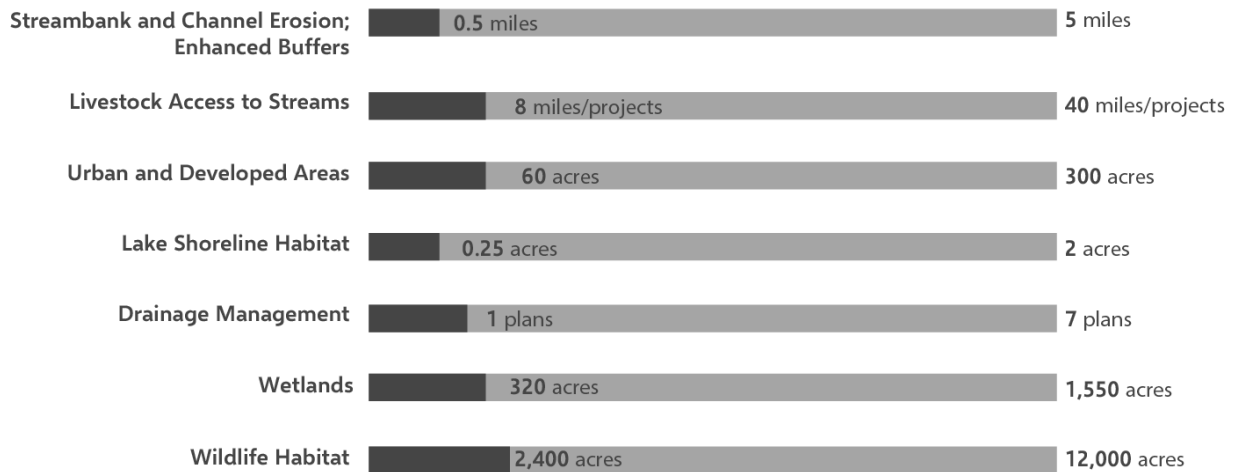 Streambank and Channel Erosion;
Enhanced Buffers
0.5 miles
5 miles
Livestock Access to Streams
8 miles/projects
40 miles/projects
Urban and Developed Areas
60 acres
300 acres
Lake Shoreline Habitat
0.25 acres
2 acres
Drainage Management
1 plans
7 plans
Wetlands
320 acres
1,550 acres
Wildlife Habitat
2,400 acres
12,000 acres